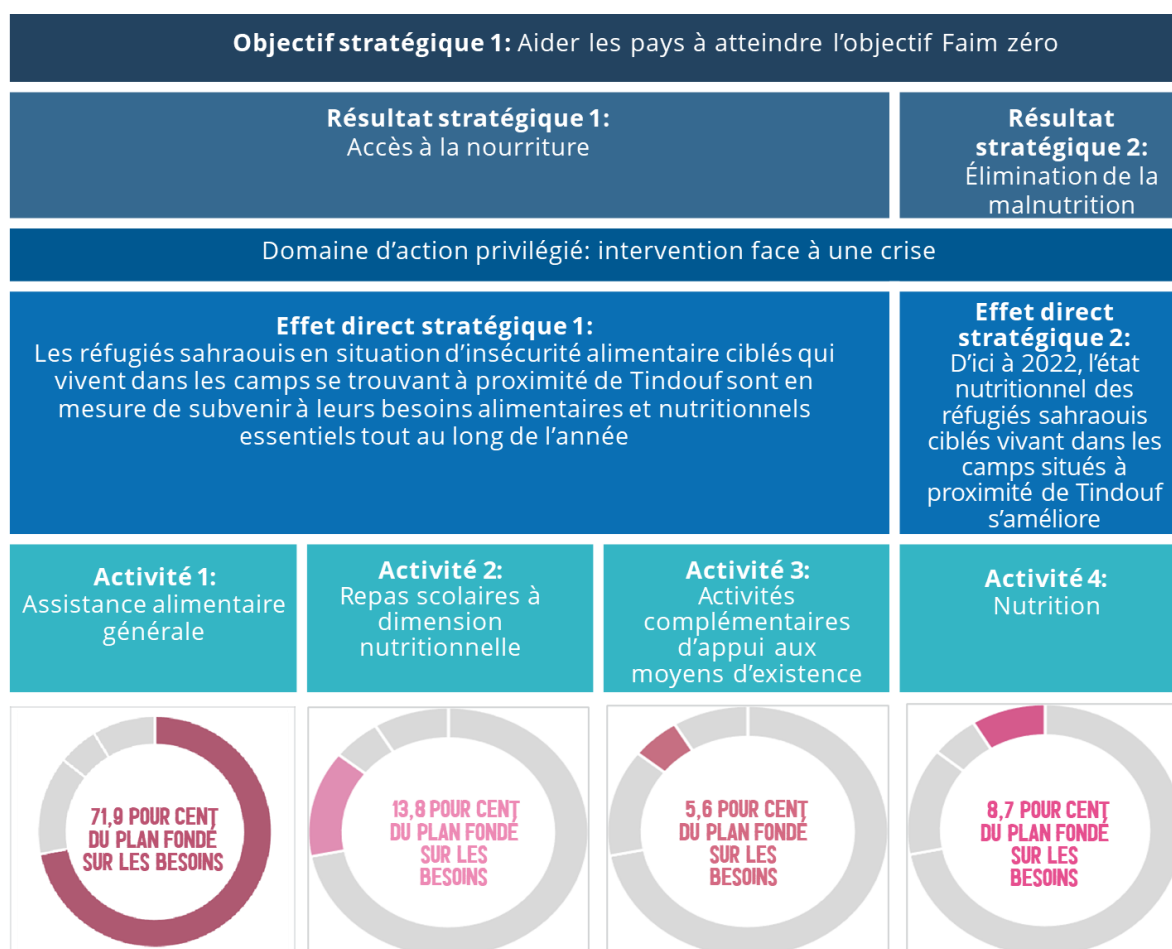 Objectif stratégique 1: Aider les pays à atteindre l’objectif Faim zéro
Résultat stratégique 1:
Accès à la nourriture
Résultat
stratégique 2:
Élimination de la
malnutrition
Domaine d’action privilégié: intervention face à une crise
Effet direct stratégique 1:
Les réfugiés sahraouis en situation d’insécurité alimentaire ciblés qui
vivent dans les camps se trouvant à proximité de Tindouf sont en
mesure de subvenir à leurs besoins alimentaires et nutritionnels
essentiels tout au long de l’année
Effet direct
stratégique 2:
D’ici à 2022, l’état
nutritionnel des
réfugiés sahraouis
ciblés vivant dans les
camps situés à
proximité de Tindouf
s’améliore
Activité 1:
Assistance alimentaire
générale
Activité 2:
Repas scolaires à
dimension
nutritionnelle
Activité 3:
Activités
complémentaires
d’appui aux
moyens d’existence
Activité 4:
Nutrition
71,9 POUR CENT
DU PLAN FONDÉ
SUR LES BESOINS
13,8 POUR CENT
DU PLAN FONDÉ
SUR LES
BESOINS
5,6 POUR CENT
DU PLAN FONDÉ
SUR LES
BESOINS
8,7 POUR CENT
DU PLAN FONDÉ
SUR LES
BESOINS